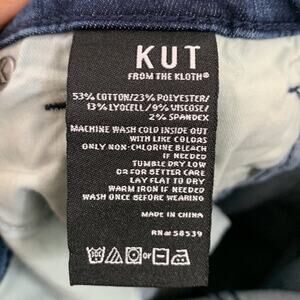 KUT
FROM THE KLOTH®
53% COTTON/23% POLYESTER/
13% LYOCELL/9% VISCOSE/
2% SPANDEX
MACHINE WASH COLD INSIDE OUT
WITH LIKE COLORS
ONLY NON-CHLORINE BLEACH
IF NEEDED
TUMBLE DRY LOW
OR FOR BETTER CARE
LAY FLAT TO DRY
WARM IRON IF NEEDED
WASH ONCE BEFORE WEARING
MADE IN CHINA
RN# 58539
or